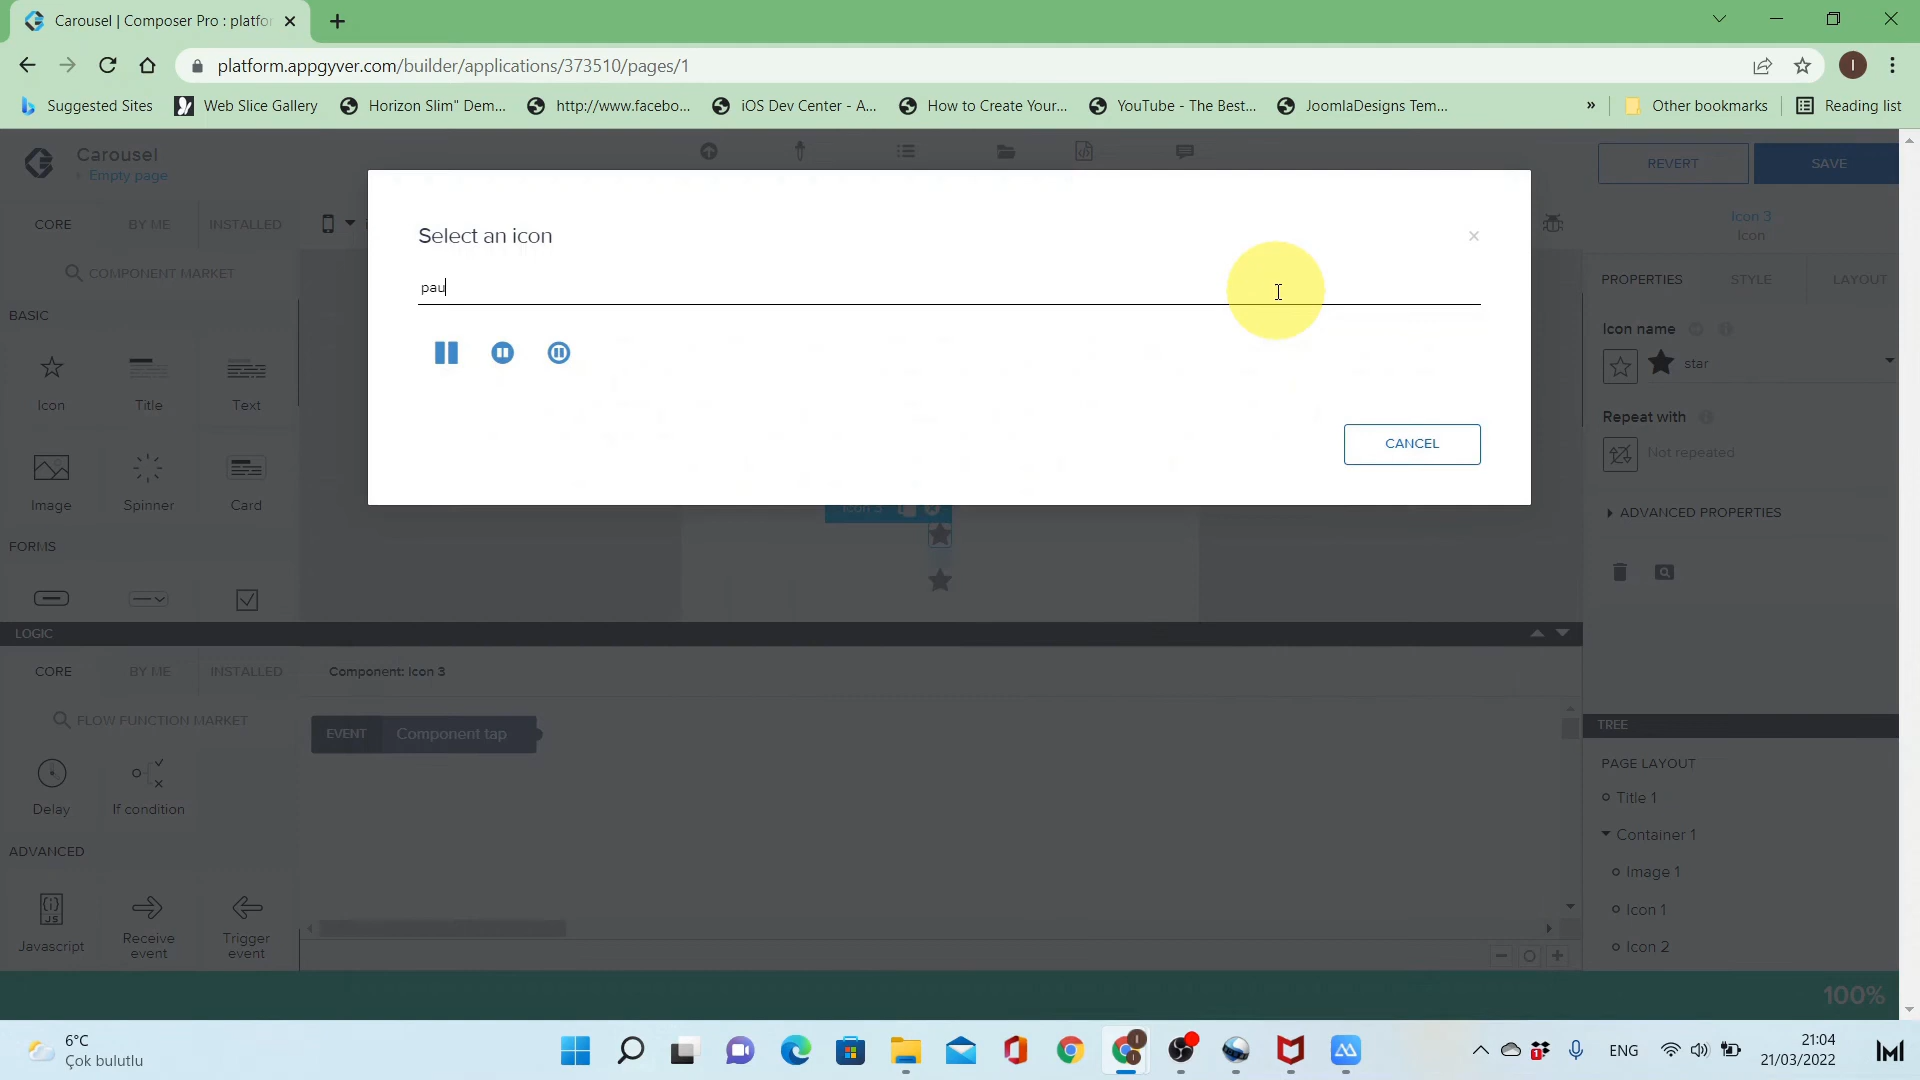 Carousel | Composer Pro : platfor
platform.appgyver.com/builder/applications/373510/pages/1
Suggested Sites
Web Slice Gallery
Horizon Slim" Dem...
http://www.facebo...
iOS Dev Center - A...
How to Create Your...
YouTube - The Best...
JoomlaDesigns Tem...
»
Other bookmarks
Reading list
Carousel
Empty page
REVERT
SAVE
CORE
BY ME
INSTALLED
COMPONENT MARKET
BASIC
Icon
Title
Text
Image
Spinner
Card
FORMS
Select an icon
pau
CANCEL
Icon 3
Icon 3
Icon
PROPERTIES
STYLE
LAYOUT
Icon name
star
Repeat with
Not repeated
ADVANCED PROPERTIES
LOGIC
CORE
BY ME
INSTALLED
Component: Icon 3
FLOW FUNCTION MARKET
EVENT
Component tap
Delay
If condition
ADVANCED
JS
Javascript
Receive
event
Trigger
event
TREE
PAGE LAYOUT
Title 1
Container 1
Image 1
Icon 1
Icon 2
100%
6°C
Çok bulutlu
ENG
21:04
21/03/2022